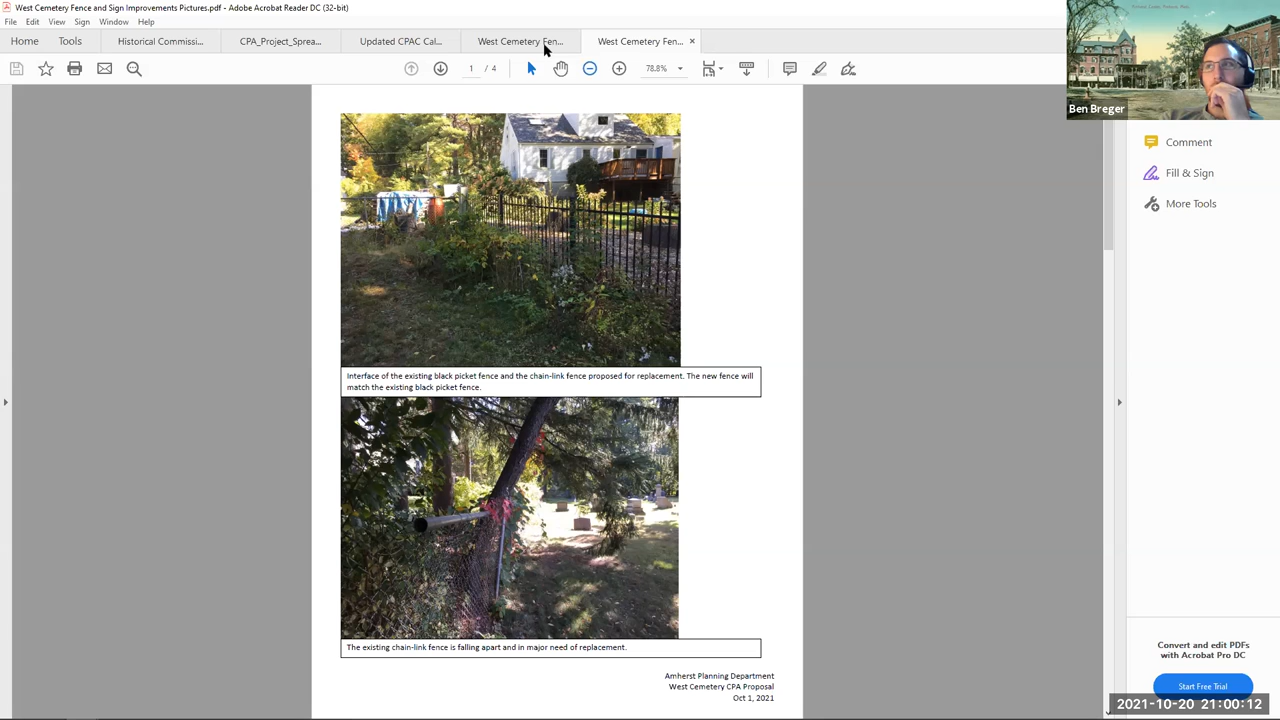 West Cemetery Fence and Sign Improvements Pictures.pdf - Adobe Acrobat Reader DC (32-bit)
File Edit View Sign Window Help
Home Tools Historical Commissi... CPA_Project_Sprea... Updated CPAC Cal... West Cemetery Fen... West Cemetery Fen... ×
1 / 4 78.8%
Ben Breger
Comment
Fill & Sign
More Tools
Interface of the existing black picket fence and the chain-link fence proposed for replacement. The new fence will
match the existing black picket fence.
The existing chain-link fence is falling apart and in major need of replacement.
Amherst Planning Department
West Cemetery CPA Proposal
Oct 1, 2021
Convert and edit PDFs
with Acrobat Pro DC
Start Free Trial
2021-10-20 21:00:12